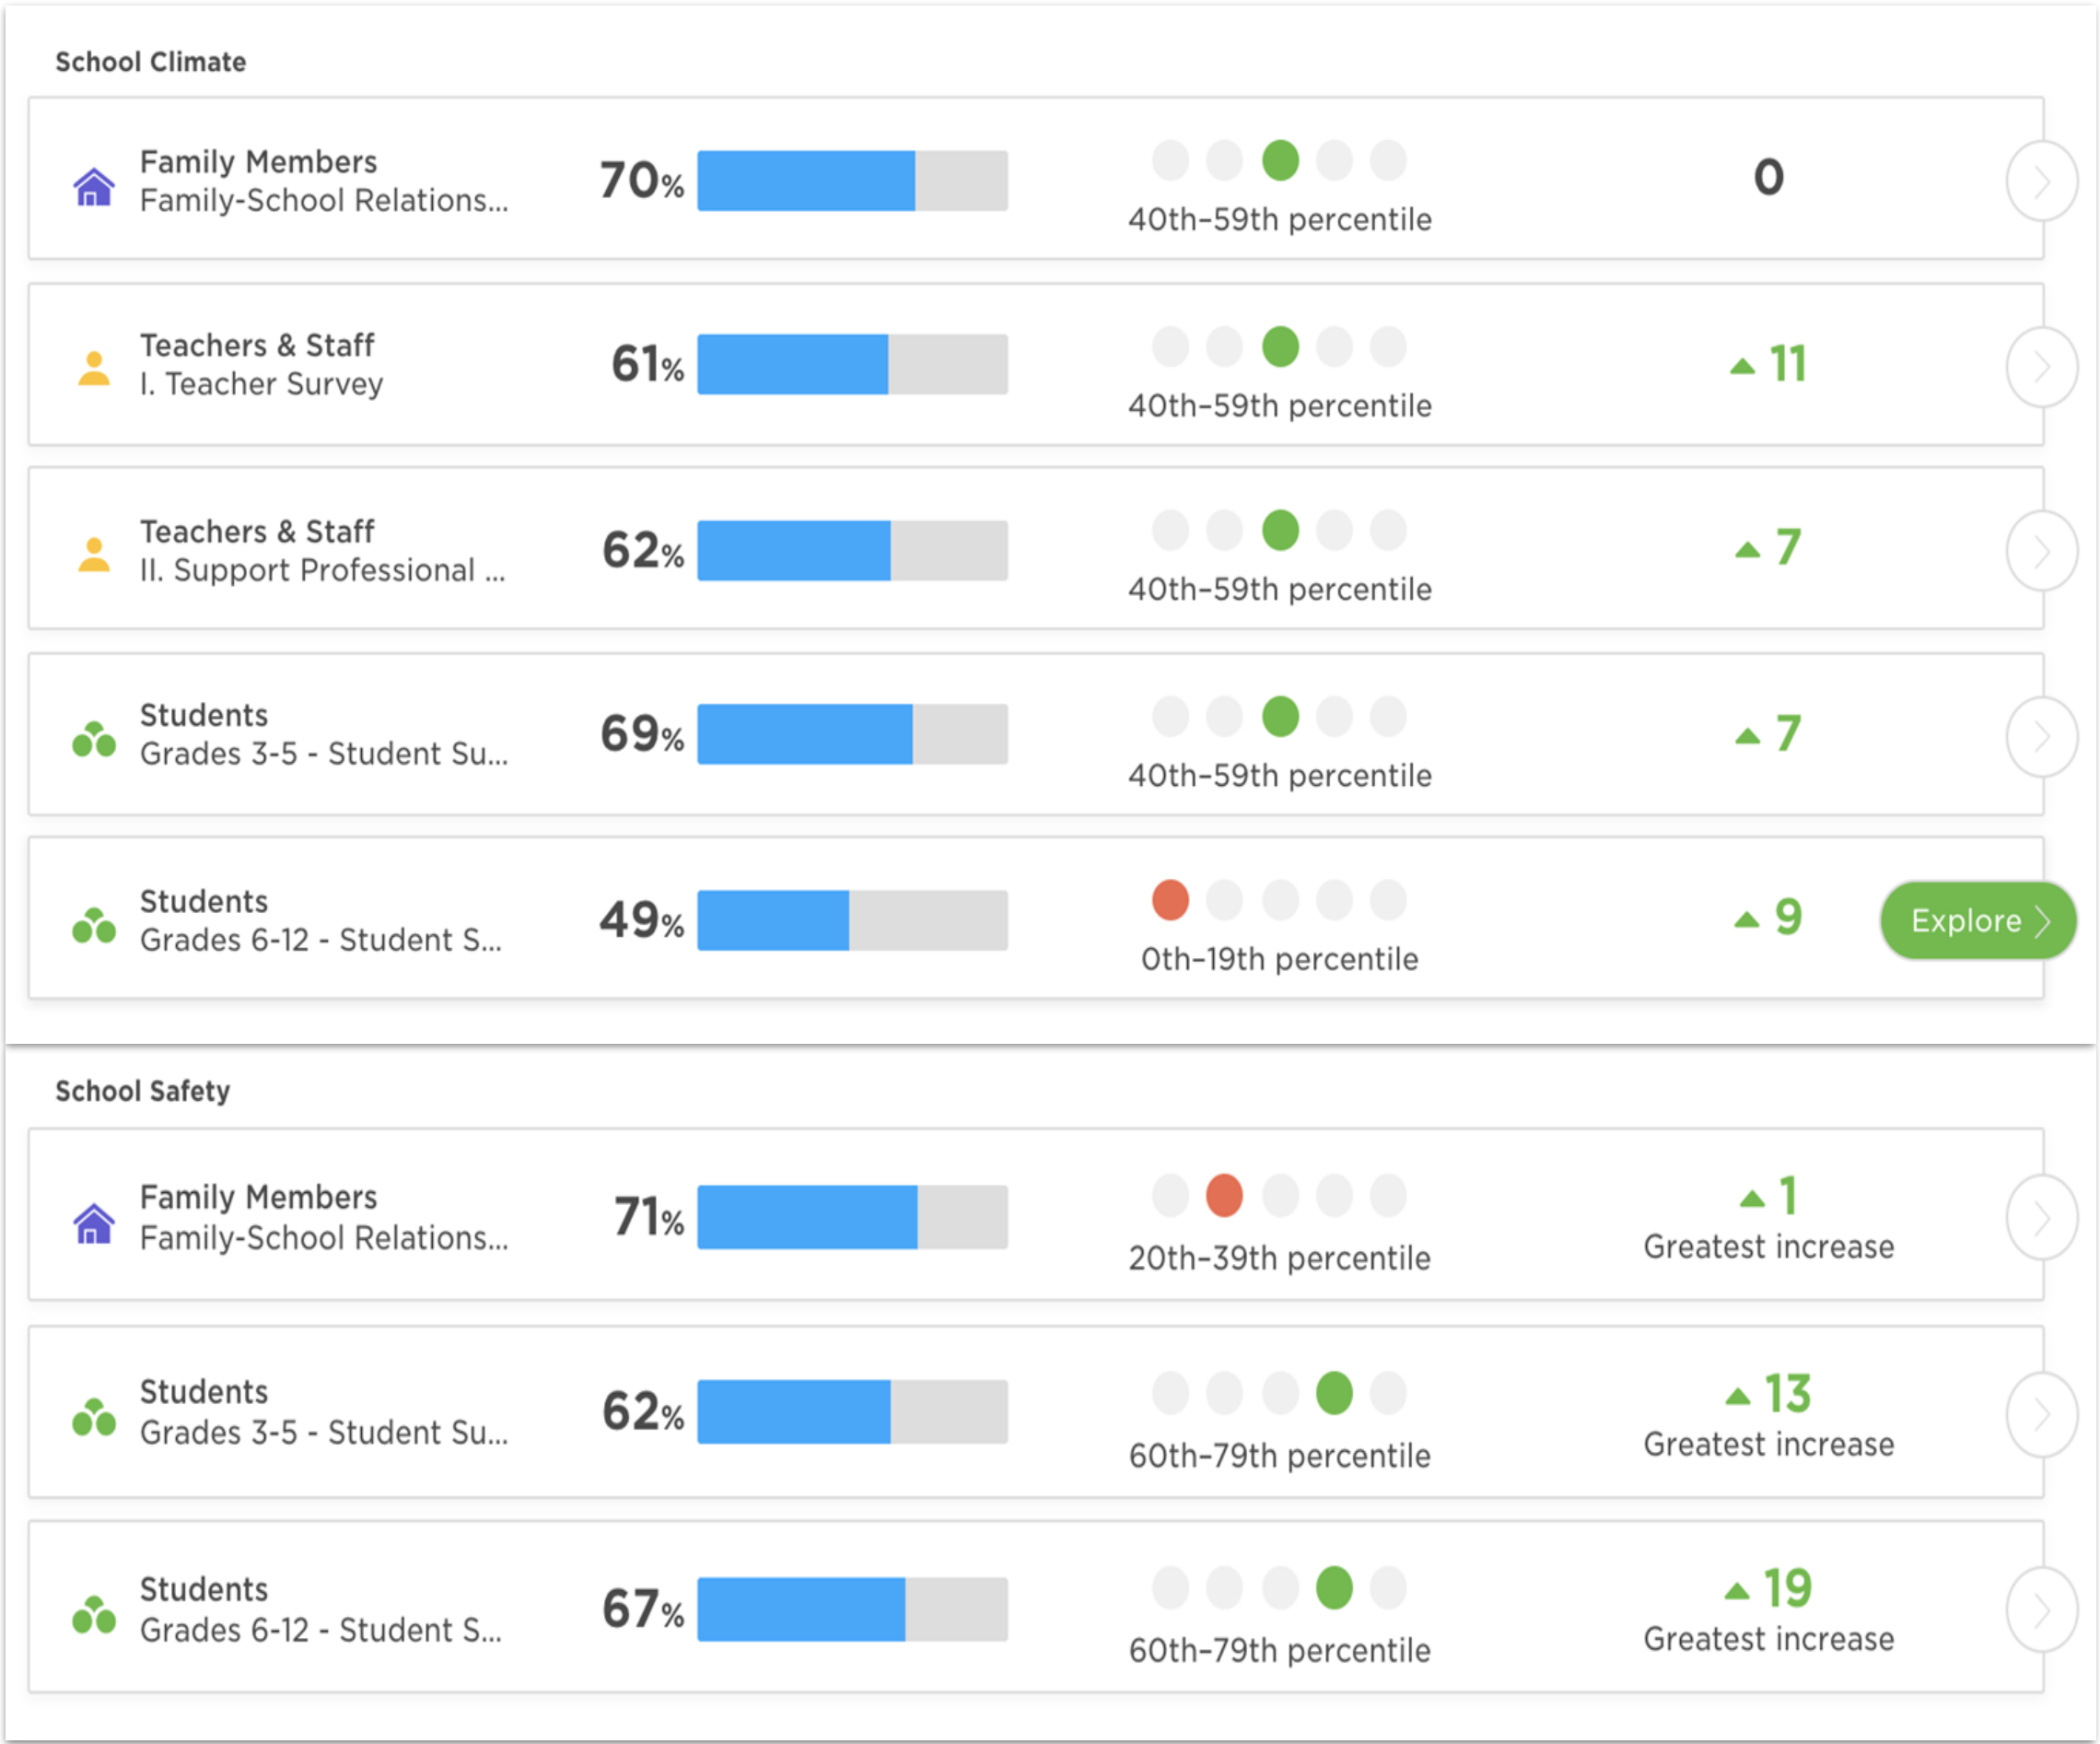 School Climate
Family Members
Family-School Relations...
70%
40th–59th percentile
0
Teachers & Staff
I. Teacher Survey
61%
40th–59th percentile
11
Teachers & Staff
II. Support Professional ...
62%
40th–59th percentile
7
Students
Grades 3-5 - Student Su...
69%
40th–59th percentile
7
Students
Grades 6-12 - Student S...
49%
0th–19th percentile
9
Explore
School Safety
Family Members
Family-School Relations...
71%
20th–39th percentile
1
Greatest increase
Students
Grades 3-5 - Student Su...
62%
60th–79th percentile
13
Greatest increase
Students
Grades 6-12 - Student S...
67%
60th–79th percentile
19
Greatest increase